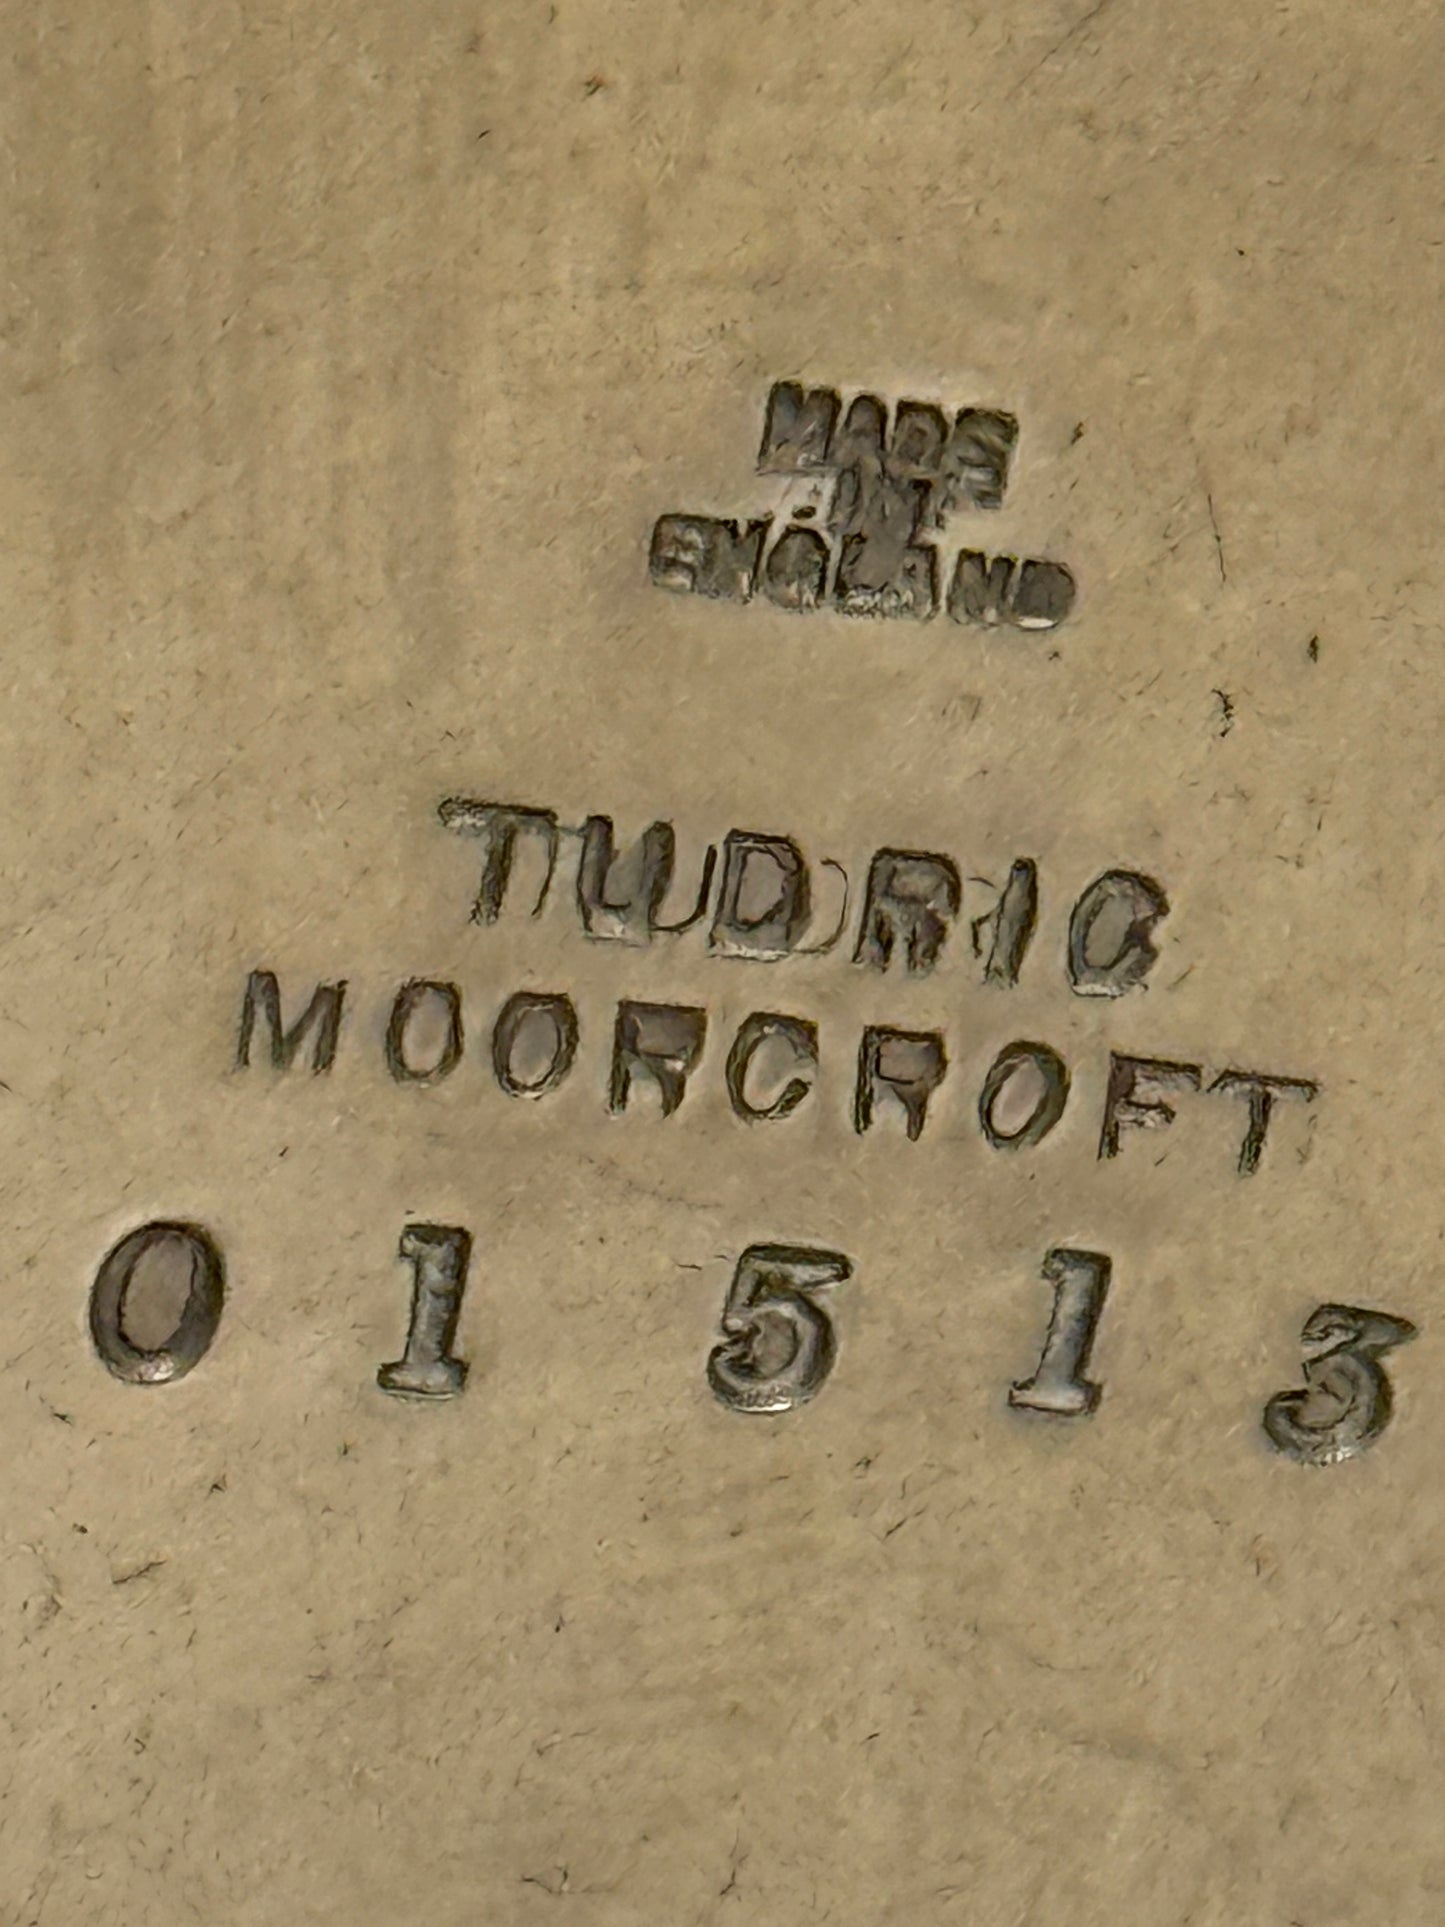 MADE
IN
ENGLAND
TUDRIC
MOORCROFT
01513